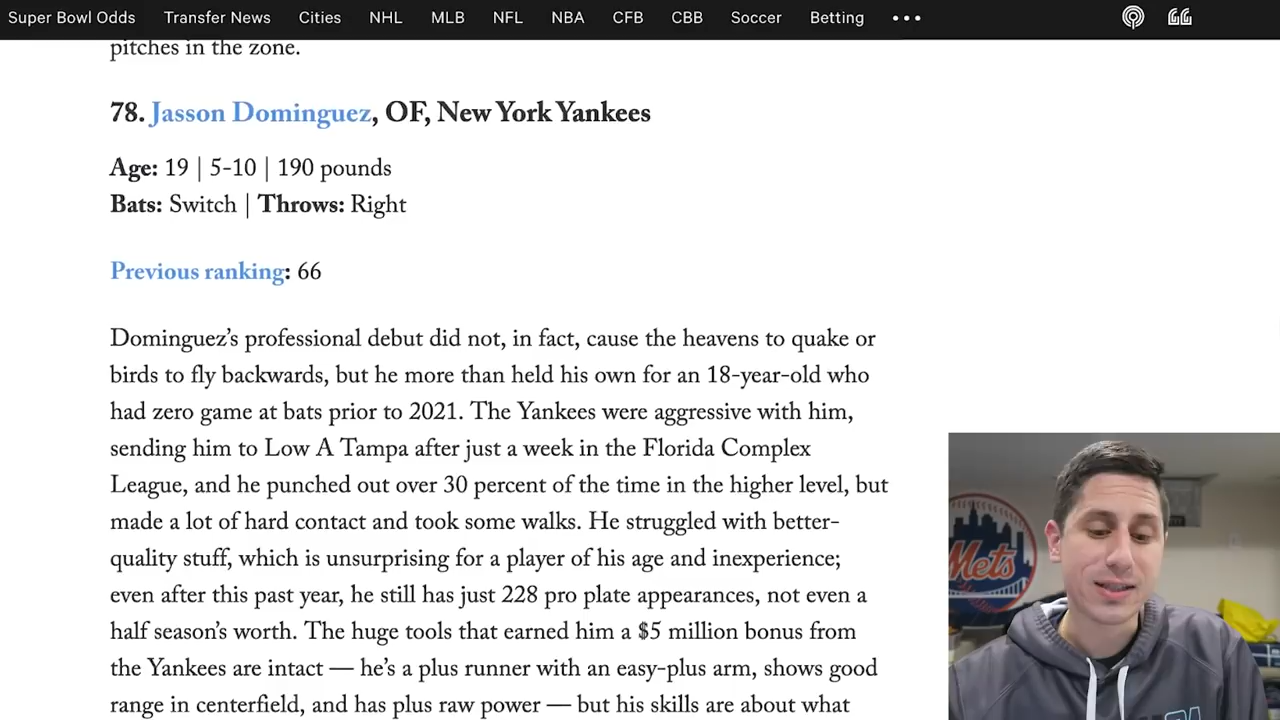 Super Bowl Odds Transfer News Cities NHL MLB NFL NBA CFB CBB Soccer Betting
pitches in the zone.
78. Jasson Dominguez, OF, New York Yankees
Age: 19 | 5-10 | 190 pounds
Bats: Switch | Throws: Right
Previous ranking: 66
Dominguez’s professional debut did not, in fact, cause the heavens to quake or
birds to fly backwards, but he more than held his own for an 18-year-old who
had zero game at bats prior to 2021. The Yankees were aggressive with him,
sending him to Low A Tampa after just a week in the Florida Complex
League, and he punched out over 30 percent of the time in the higher level, but
made a lot of hard contact and took some walks. He struggled with better-
quality stuff, which is unsurprising for a player of his age and inexperience;
even after this past year, he still has just 228 pro plate appearances, not even a
half season’s worth. The huge tools that earned him a $5 million bonus from
the Yankees are intact — he’s a plus runner with an easy-plus arm, shows good
range in centerfield, and has plus raw power — but his skills are about what
Mets